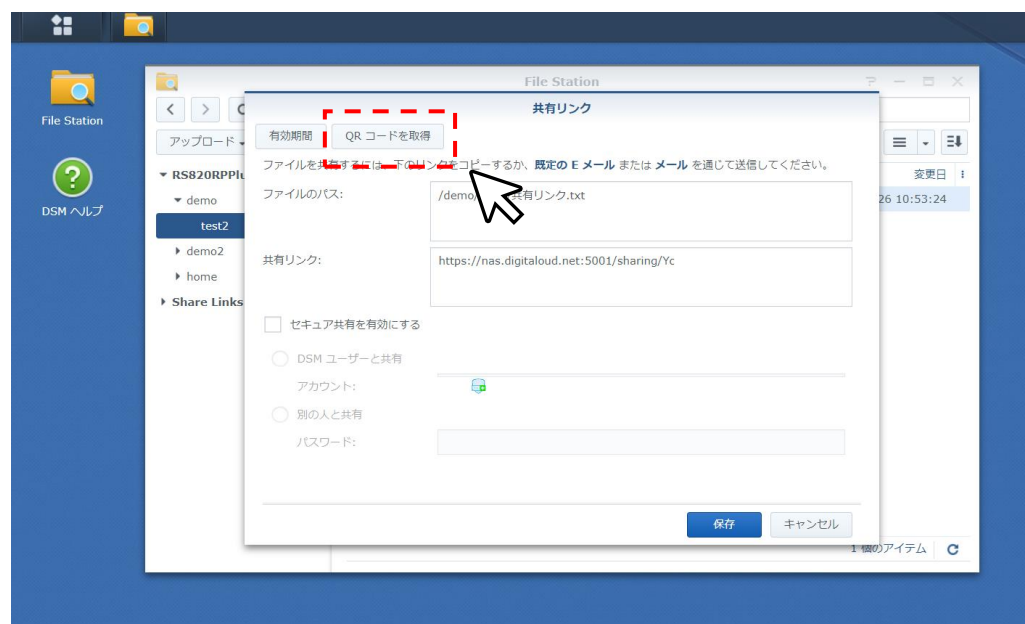 File Station
共有リンク
File Station
アップロード
有効期間
QR コードを取得
ファイルを共有するには、下のリンクをコピーするか、既定の E メール または メール を通じて送信してください。
RS820RPPlu
変更日
ファイルのパス:
/demo/
共有リンク.txt
demo
26 10:53:24
DSM ヘルプ
test2
demo2
共有リンク:
https://nas.digitaloud.net:5001/sharing/Yc
home
Share Links
セキュア共有を有効にする
DSM ユーザーと共有
アカウント:
別の人と共有
パスワード:
保存
キャンセル
1 個のアイテム